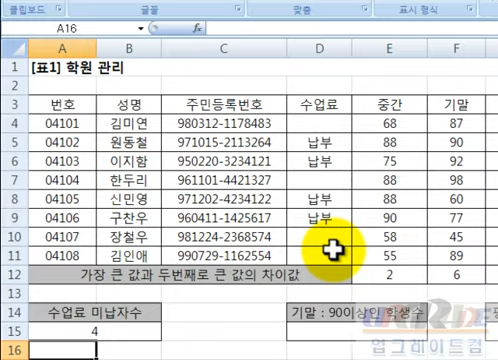 클립보드 글꼴 맞춤 표시 형식
A16 fx
A B C D E F
1 [표1] 학원 관리
2
3 번호 성명 주민등록번호 수업료 중간 기말
4 04101 김미연 980312-1178483 68 87
5 04102 원동철 971015-2113264 납부 88 90
6 04103 이지함 950220-3234121 납부 75 92
7 04104 한두리 961101-4421327 88 98
8 04105 신민영 971202-4234122 납부 88 60
9 04106 구찬우 960411-1425617 납부 90 77
10 04107 장철우 981224-2368574 58 45
11 04108 김인애 990729-1162554 55 89
12 가장 큰 값과 두번째로 큰 값의 차이값 2 6
13
14 수업료 미납자수 기말 : 90이상인 학생수
15 4
16
업그레이드컴